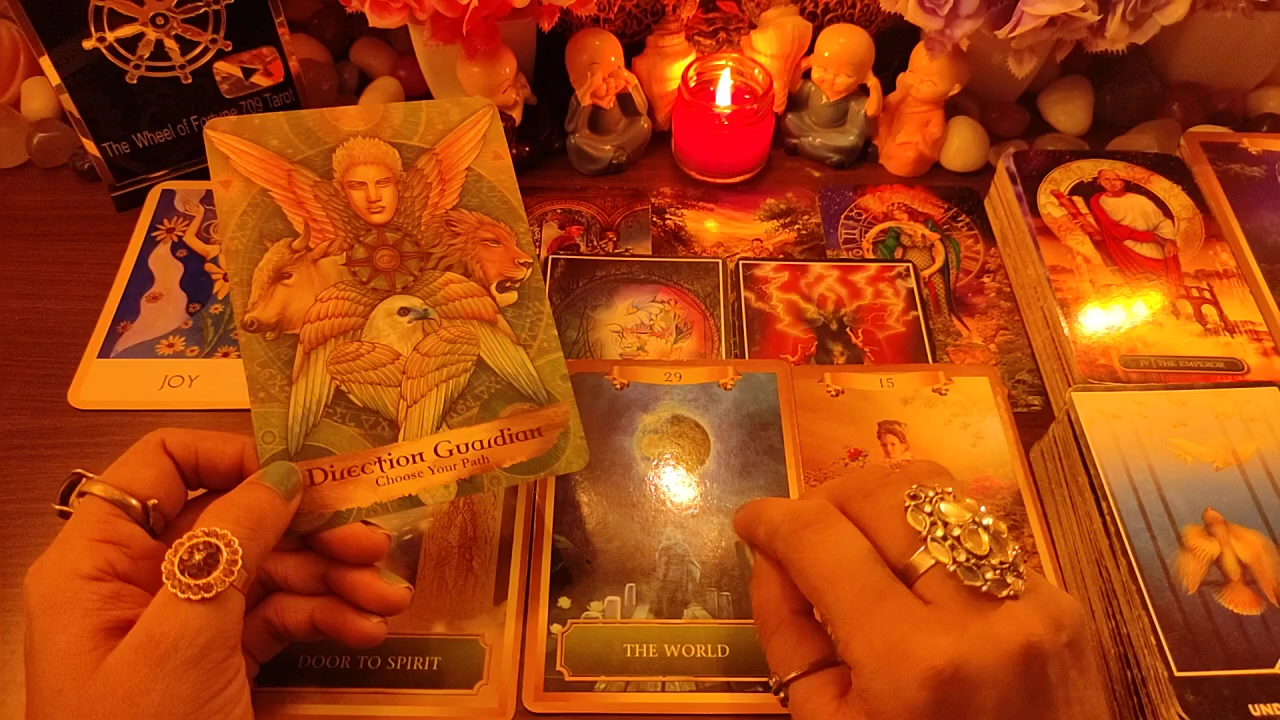 The Wheel of Fortune 709 Tarot
JOY
Direction Guardian
Choose Your Path
29
15
IV THE EMPEROR
DOOR TO SPIRIT
THE WORLD